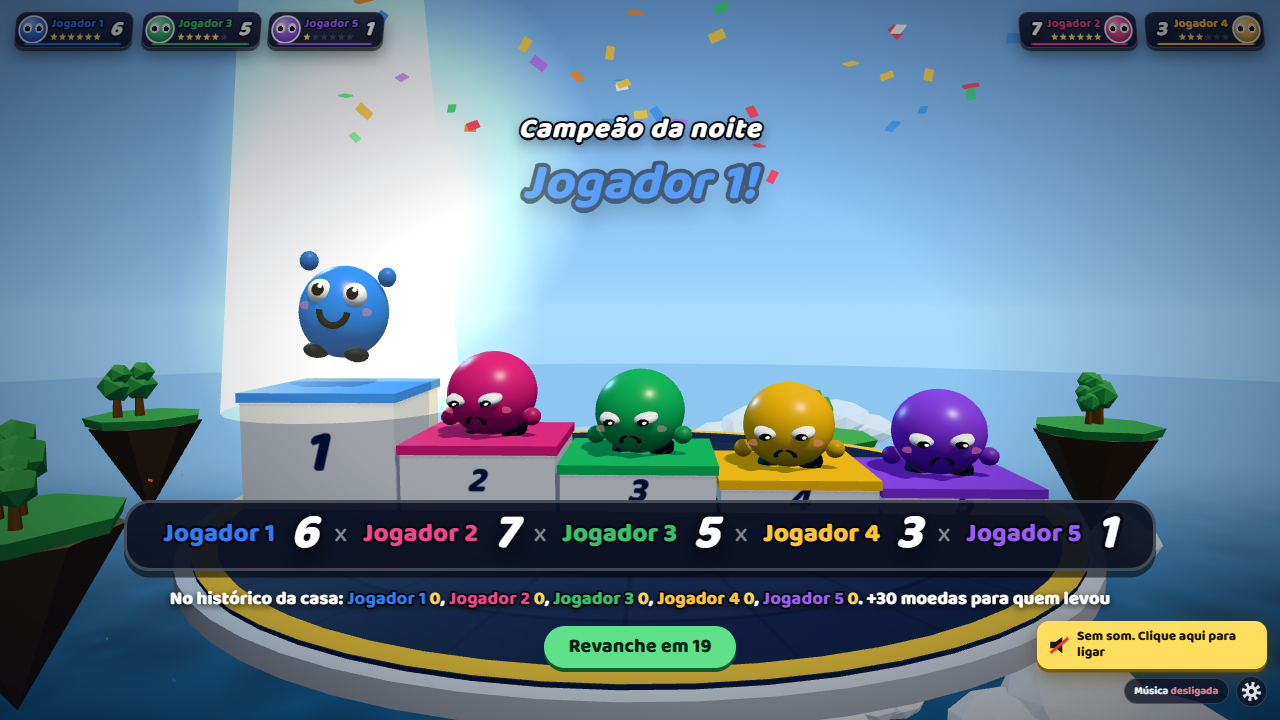 Jogador 1 6
Jogador 3 5
Jogador 5 1
7 Jogador 2
3 Jogador 4
Campeão da noite
Jogador 1!
1
2
3
4
Jogador 1 6 x Jogador 2 7 x Jogador 3 5 x Jogador 4 3 x Jogador 5 1
No histórico da casa: Jogador 1 0, Jogador 2 0, Jogador 3 0, Jogador 4 0, Jogador 5 0. +30 moedas para quem levou
Revanche em 19
Sem som. Clique aqui para
ligar
Música desligada